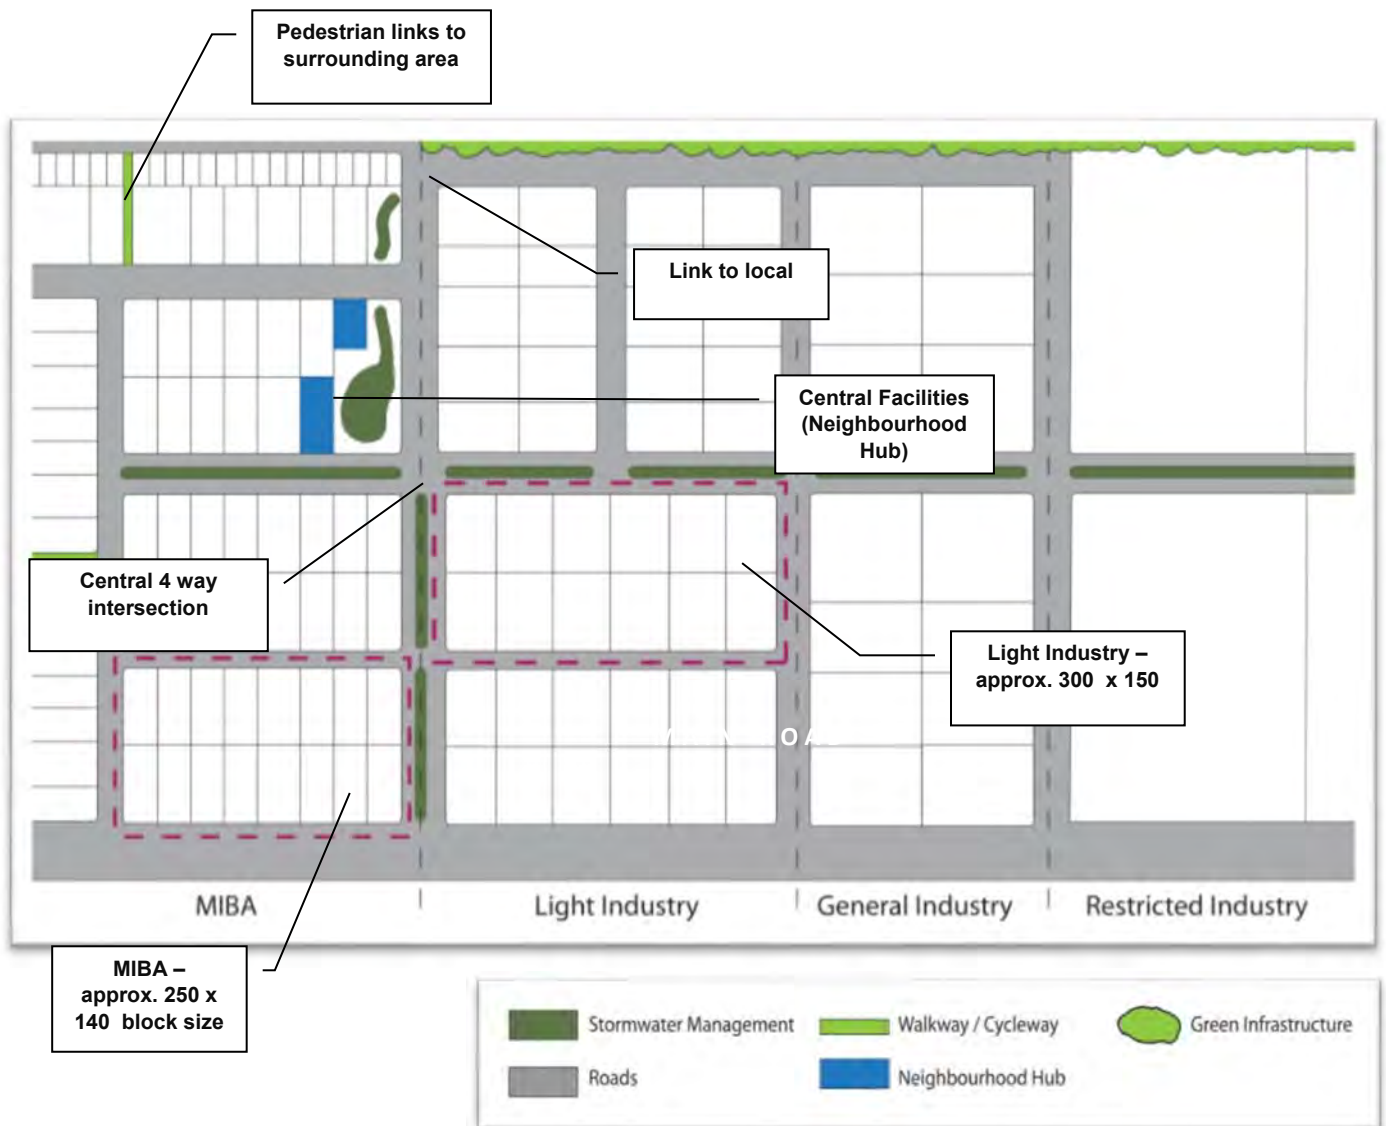 Pedestrian links to
surrounding area
Link to local
Central Facilities
(Neighbourhood
Hub)
Central 4 way
intersection
Light Industry –
approx. 300 x 150
MIBA
Light Industry
General Industry
Restricted Industry
MIBA –
approx. 250 x
140 block size
Stormwater Management
Walkway / Cycleway
Green Infrastructure
Roads
Neighbourhood Hub